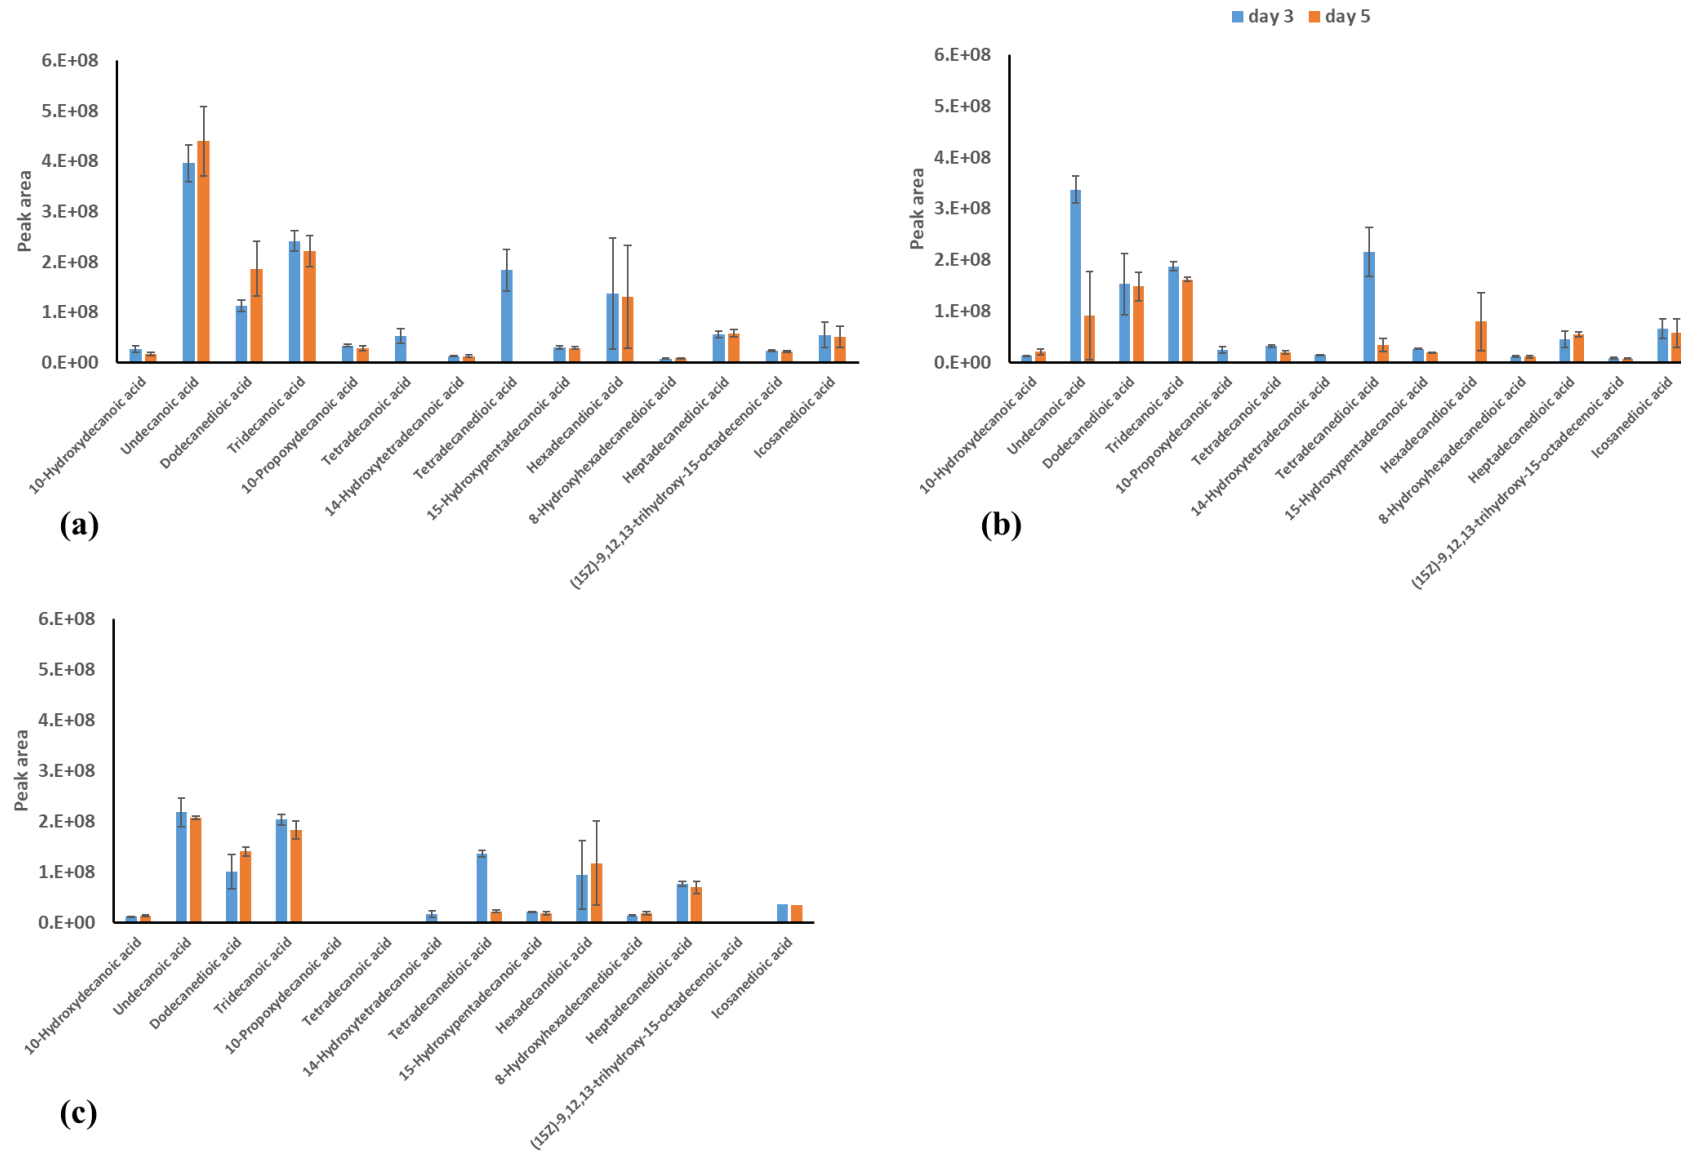 day 3 day 5
6.E+08
5.E+08
4.E+08
3.E+08
2.E+08
1.E+08
0.E+00
Peak area
10-Hydroxydecanoic acid
Undecanoic acid
Dodecanedioic acid
Tridecanoic acid
10-Propoxydecanoic acid
Tetradecanoic acid
14-Hydroxytetradecanoic acid
Tetradecanedioic acid
15-Hydroxypentadecanoic acid
Hexadecandioic acid
8-Hydroxyhexadecanedioic acid
Heptadecanedioic acid
(15Z)-9,12,13-trihydroxy-15-octadecenoic acid
Icosanedioic acid
(a)
6.E+08
5.E+08
4.E+08
3.E+08
2.E+08
1.E+08
0.E+00
Peak area
10-Hydroxydecanoic acid
Undecanoic acid
Dodecanedioic acid
Tridecanoic acid
10-Propoxydecanoic acid
Tetradecanoic acid
14-Hydroxytetradecanoic acid
Tetradecanedioic acid
15-Hydroxypentadecanoic acid
Hexadecandioic acid
8-Hydroxyhexadecanedioic acid
Heptadecanedioic acid
(15Z)-9,12,13-trihydroxy-15-octadecenoic acid
Icosanedioic acid
(b)
6.E+08
5.E+08
4.E+08
3.E+08
2.E+08
1.E+08
0.E+00
Peak area
10-Hydroxydecanoic acid
Undecanoic acid
Dodecanedioic acid
Tridecanoic acid
10-Propoxydecanoic acid
Tetradecanoic acid
14-Hydroxytetradecanoic acid
Tetradecanedioic acid
15-Hydroxypentadecanoic acid
Hexadecandioic acid
8-Hydroxyhexadecanedioic acid
Heptadecanedioic acid
(15Z)-9,12,13-trihydroxy-15-octadecenoic acid
Icosanedioic acid
(c)